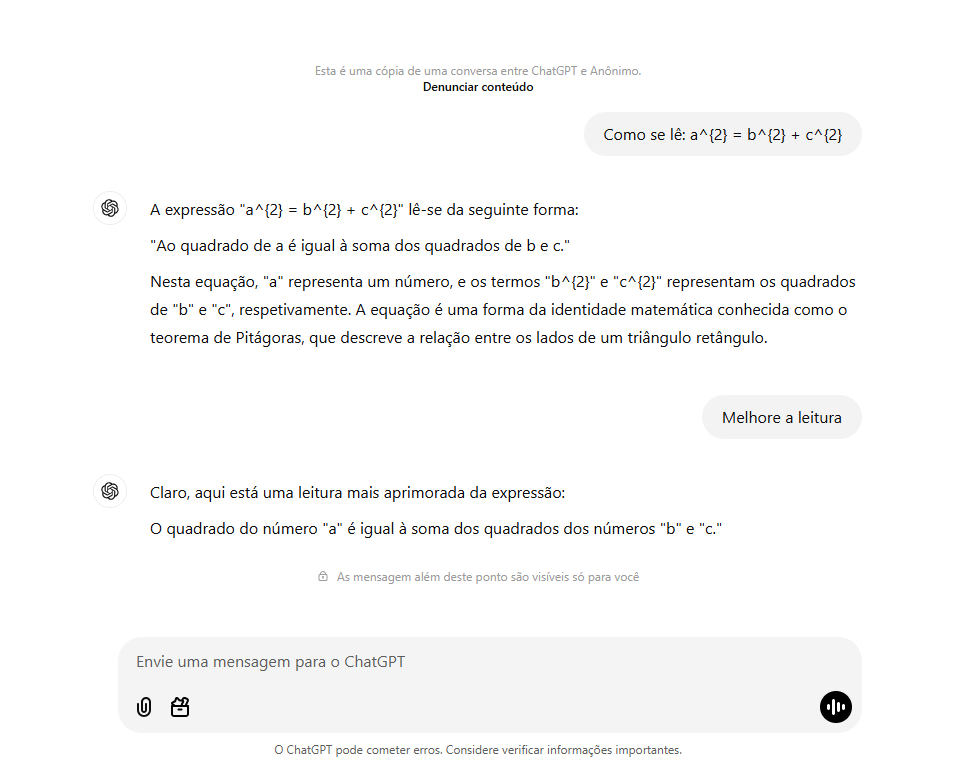 Esta é uma cópia de uma conversa entre ChatGPT e Anônimo.
Denunciar conteúdo
Como se lê: a^{2} = b^{2} + c^{2}
A expressão "a^{2} = b^{2} + c^{2}" lê-se da seguinte forma:
"Ao quadrado de a é igual à soma dos quadrados de b e c."
Nesta equação, "a" representa um número, e os termos "b^{2}" e "c^{2}" representam os quadrados
de "b" e "c", respetivamente. A equação é uma forma da identidade matemática conhecida como o
teorema de Pitágoras, que descreve a relação entre os lados de um triângulo retângulo.
Melhore a leitura
Claro, aqui está uma leitura mais aprimorada da expressão:
O quadrado do número "a" é igual à soma dos quadrados dos números "b" e "c."
As mensagem além deste ponto são visíveis só para você
Envie uma mensagem para o ChatGPT
O ChatGPT pode cometer erros. Considere verificar informações importantes.